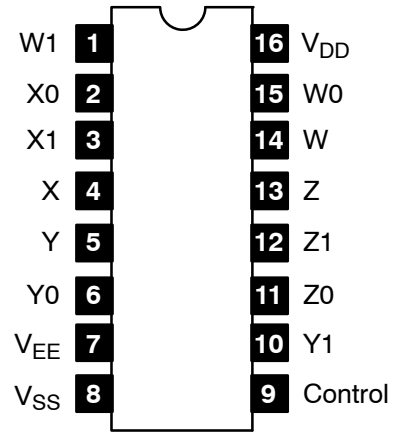 W1 1 16 VDD
X0 2 15 W0
X1 3 14 W
X 4 13 Z
Y 5 12 Z1
Y0 6 11 Z0
VEE 7 10 Y1
VSS 8 9 Control